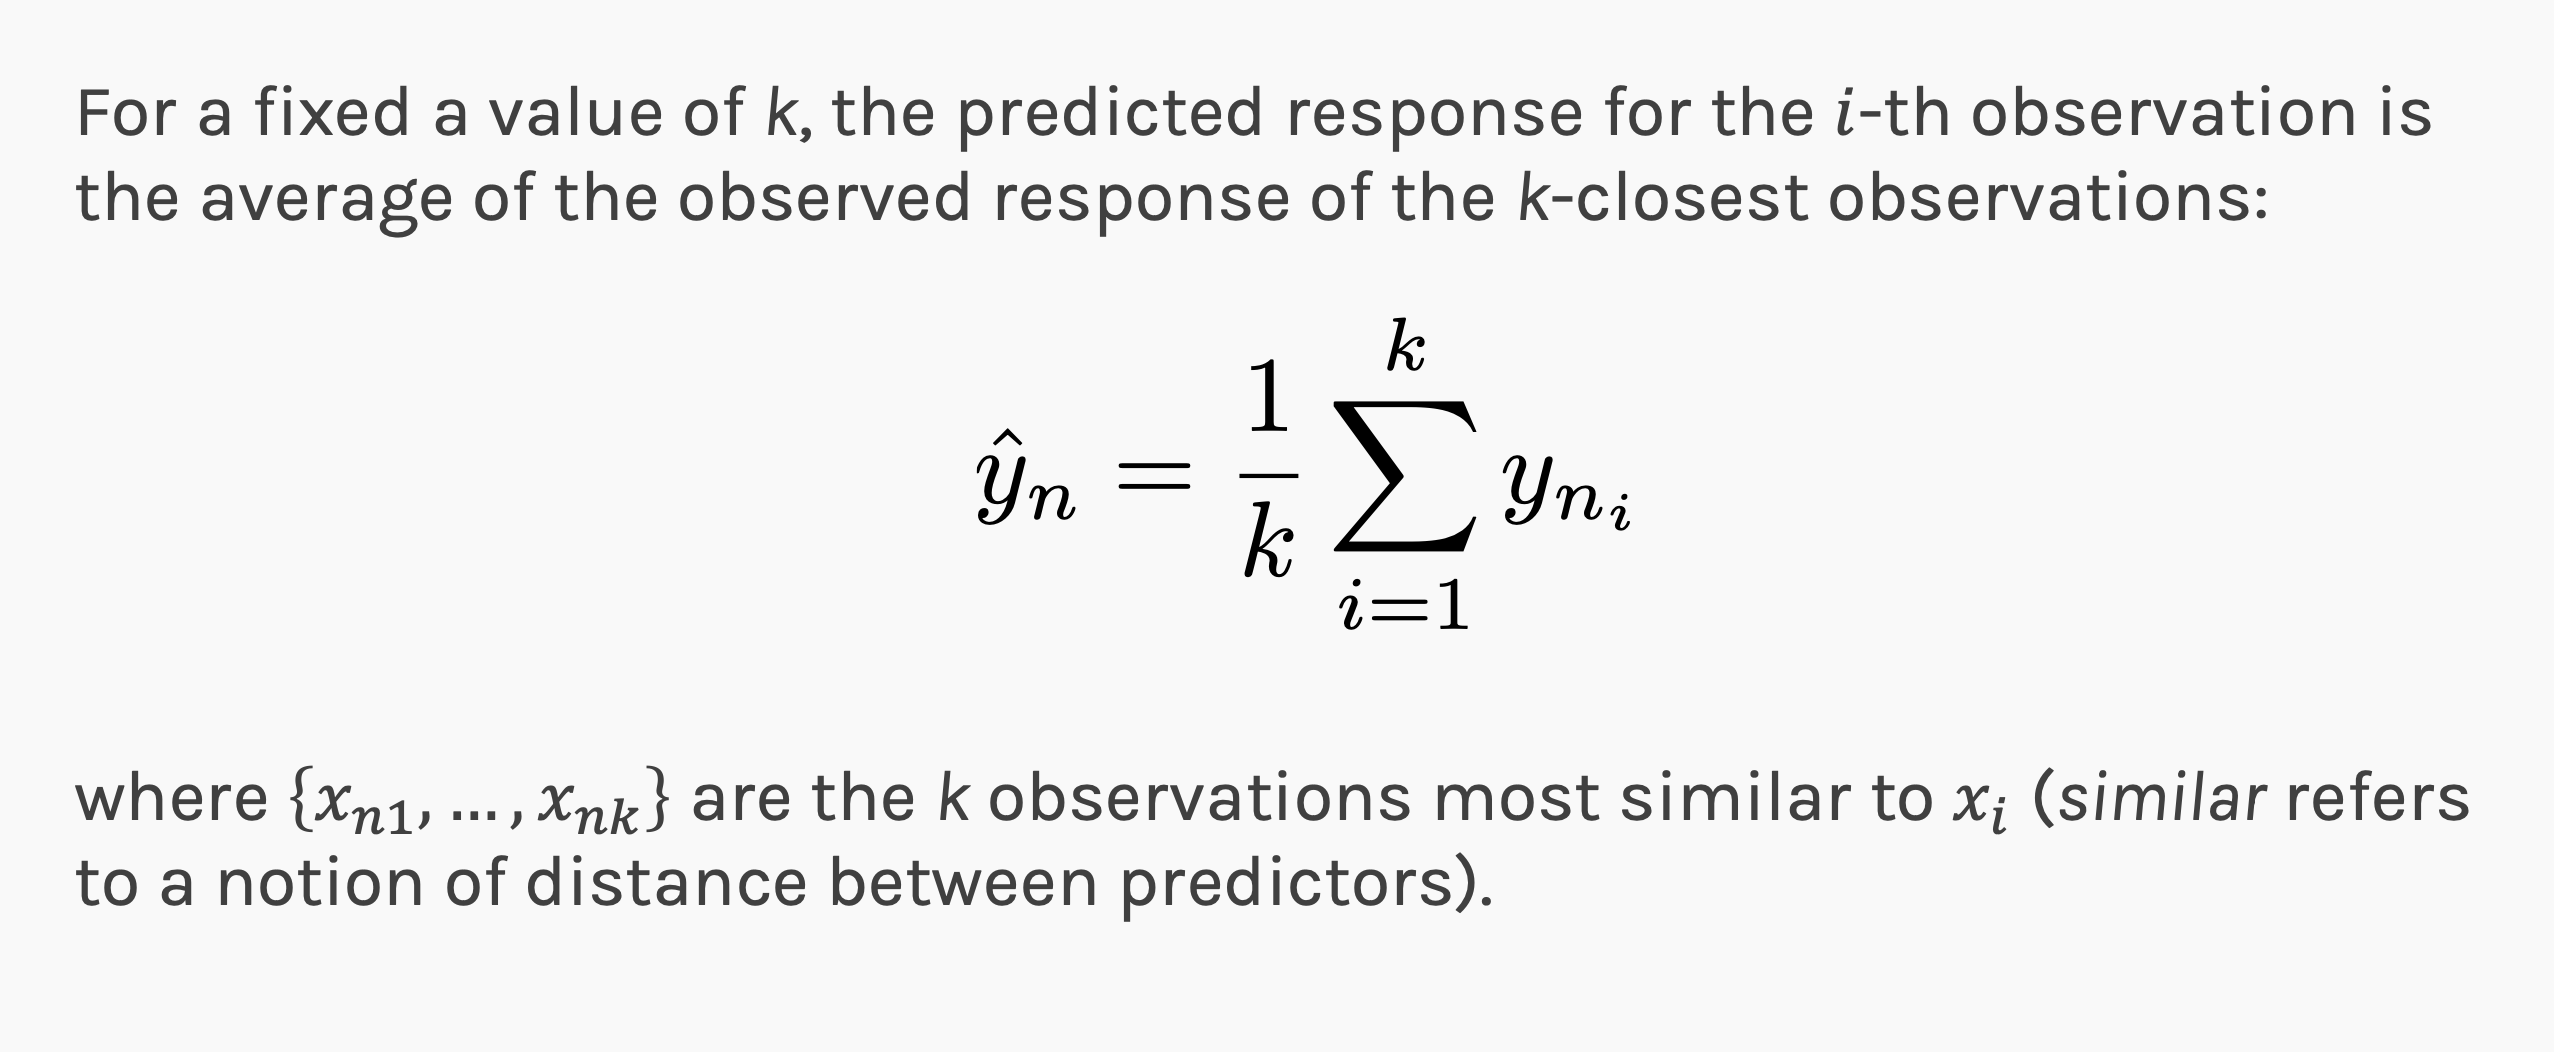 For a fixed a value of k, the predicted response for the i-th observation is
the average of the observed response of the k-closest observations:
$\hat{y}_n = \frac{1}{k} \sum_{i=1}^{k} y_{n_i}$
where {x_{n1}, ..., x_{nk}} are the k observations most similar to x_i (similar refers
to a notion of distance between predictors).